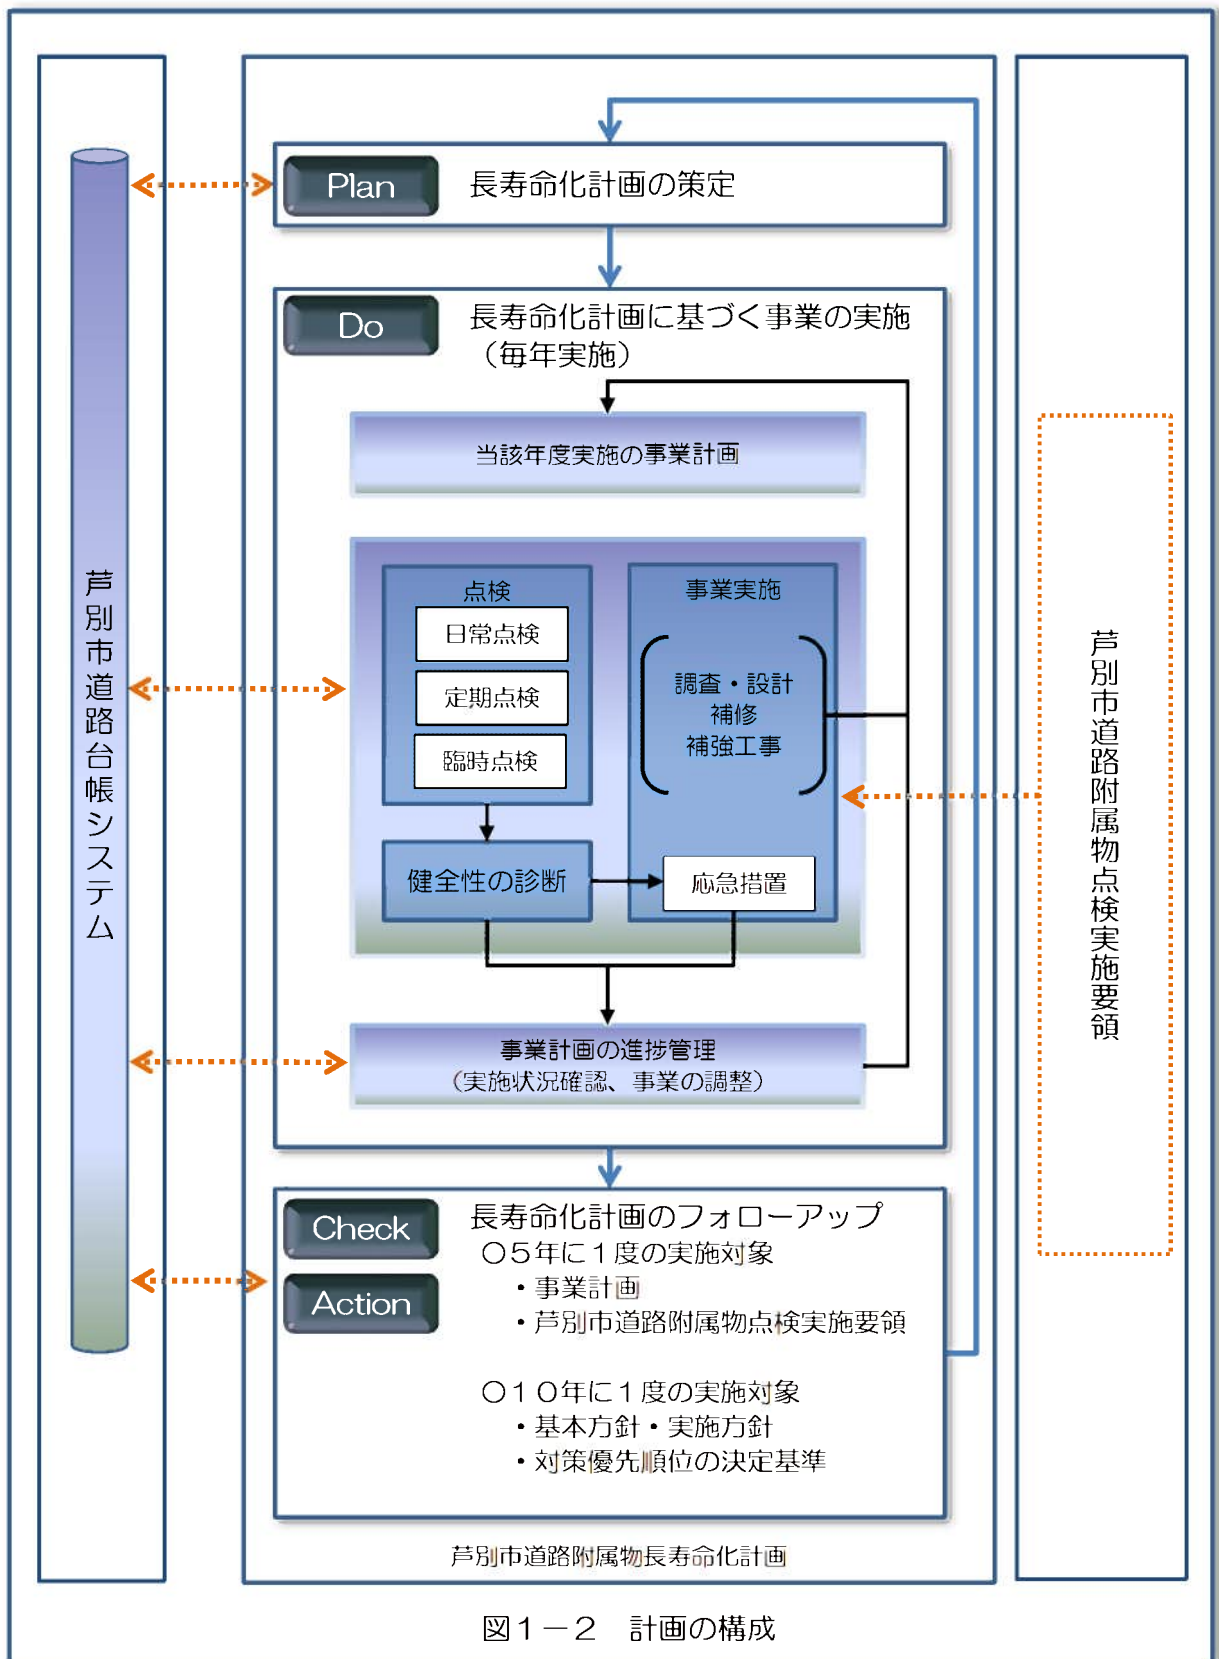 Plan
長寿命化計画の策定
Do
長寿命化計画に基づく事業の実施
（毎年実施）
当該年度実施の事業計画
点検
日常点検
定期点検
臨時点検
健全性の診断
事業実施
調査・設計
補修
補強工事
応急措置
事業計画の進捗管理
（実施状況確認、事業の調整）
Check
Action
長寿命化計画のフォローアップ
○５年に１度の実施対象
・事業計画
・芦別市道路附属物点検実施要領
○１０年に１度の実施対象
・基本方針・実施方針
・対策優先順位の決定基準
芦別市道路附属物長寿命化計画
芦別市道路台帳システム
芦別市道路附属物点検実施要領
図１－２　計画の構成